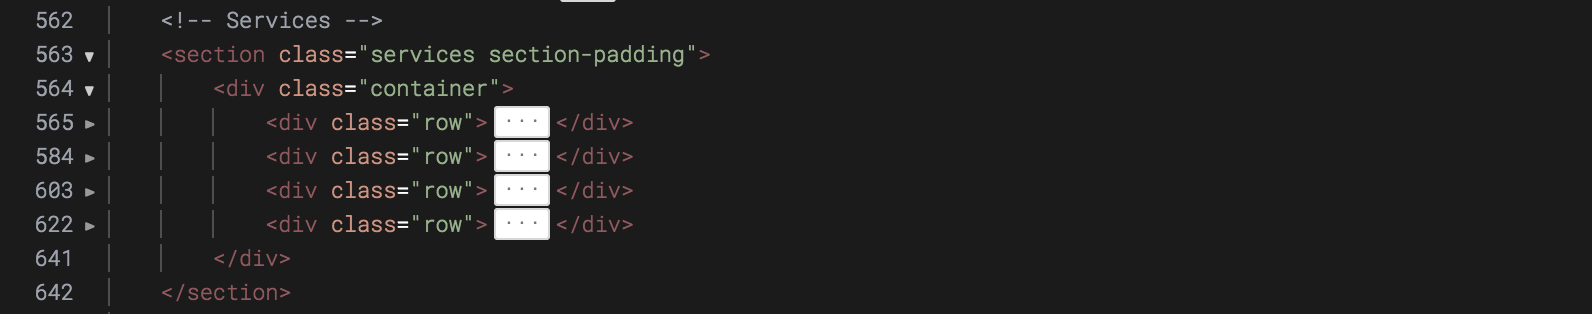 562 <!-- Services -->
563 <section class="services section-padding">
564 <div class="container">
565 <div class="row"> ··· </div>
584 <div class="row"> ··· </div>
603 <div class="row"> ··· </div>
622 <div class="row"> ··· </div>
641 </div>
642 </section>